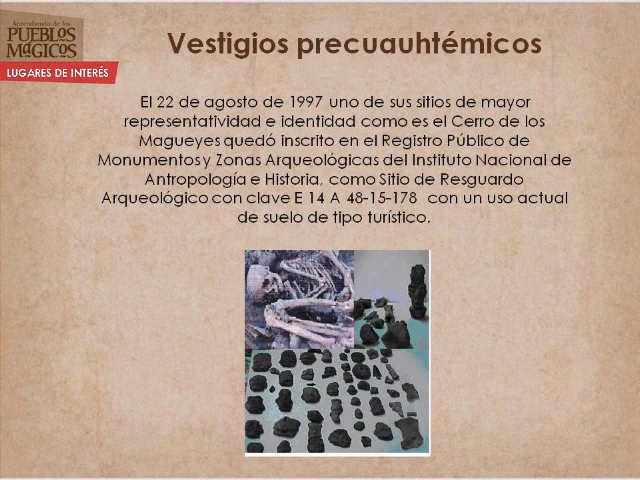 Aprendiendo de los
PUEBLOS
MáGICOS
LUGARES DE INTERÉS
Vestigios precuauhtémicos
El 22 de agosto de 1997 uno de sus sitios de mayor
representatividad e identidad como es el Cerro de los
Magueyes quedó inscrito en el Registro Público de
Monumentos y Zonas Arqueológicas del Instituto Nacional de
Antropología e Historia, como Sitio de Resguardo
Arqueológico con clave E 14 A 48-15-178 con un uso actual
de suelo de tipo turístico.